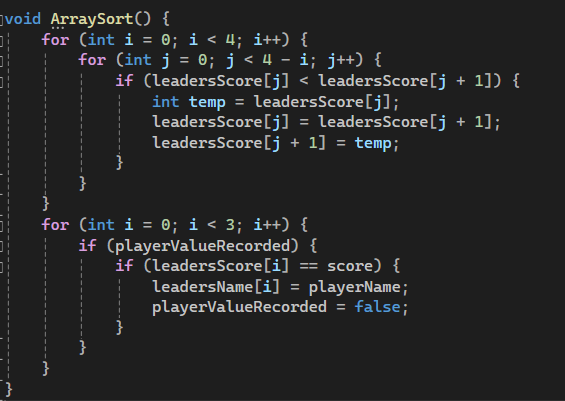 void ArraySort() {
    for (int i = 0; i < 4; i++) {
        for (int j = 0; j < 4 - i; j++) {
            if (leadersScore[j] < leadersScore[j + 1]) {
                int temp = leadersScore[j];
                leadersScore[j] = leadersScore[j + 1];
                leadersScore[j + 1] = temp;
            }
        }
    }
    for (int i = 0; i < 3; i++) {
        if (playerValueRecorded) {
            if (leadersScore[i] == score) {
                leadersName[i] = playerName;
                playerValueRecorded = false;
            }
        }
    }
}